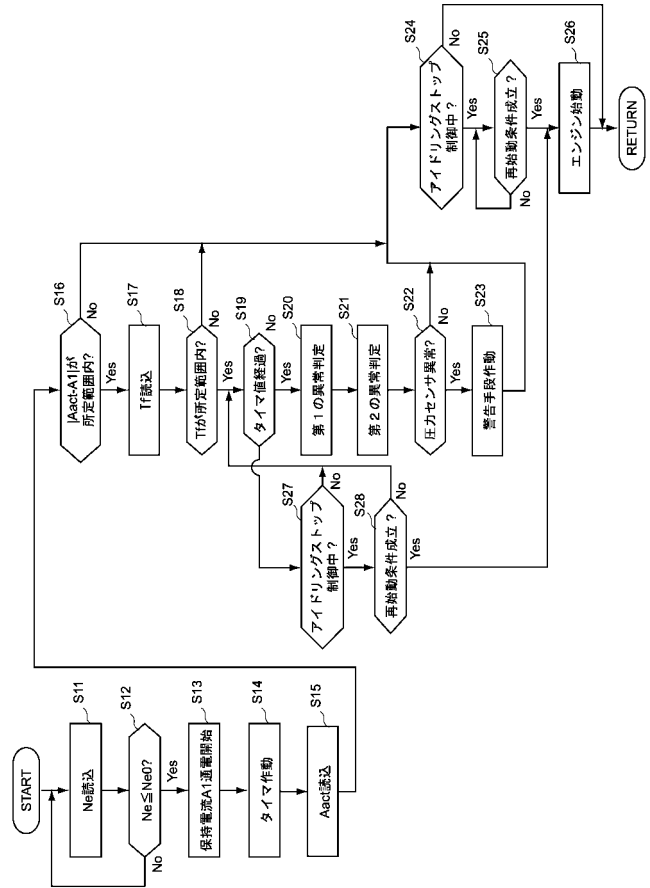 START
S11
Ne読込
S12
Ne≦Ne0?
No
Yes
S13
保持電流A1通電開始
S14
タイマ作動
S15
Aact読込
S16
|Aact-A1|が
所定範囲内?
No
Yes
S17
Tf読込
S18
Tfが所定範囲内?
No
Yes
S19
タイマ値経過?
No
Yes
S20
第1の異常判定
S21
第2の異常判定
S22
圧力センサ異常?
No
Yes
S23
警告手段作動
S27
アイドリングストップ
制御中?
No
Yes
S28
再始動条件成立?
No
Yes
S24
アイドリングストップ
制御中?
No
Yes
S25
再始動条件成立?
No
Yes
S26
エンジン始動
RETURN